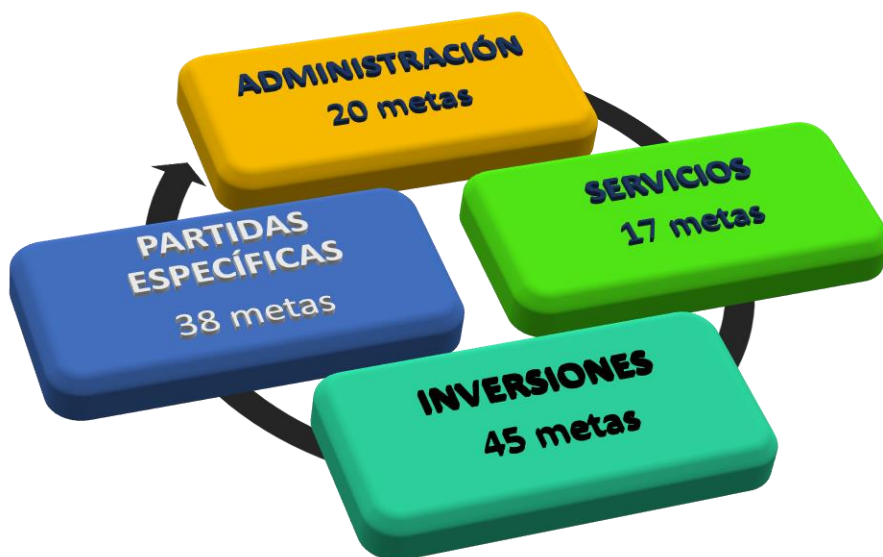 ADMINISTRACIÓN
20 metas
SERVICIOS
17 metas
INVERSIONES
45 metas
PARTIDAS
ESPECÍFICAS
38 metas